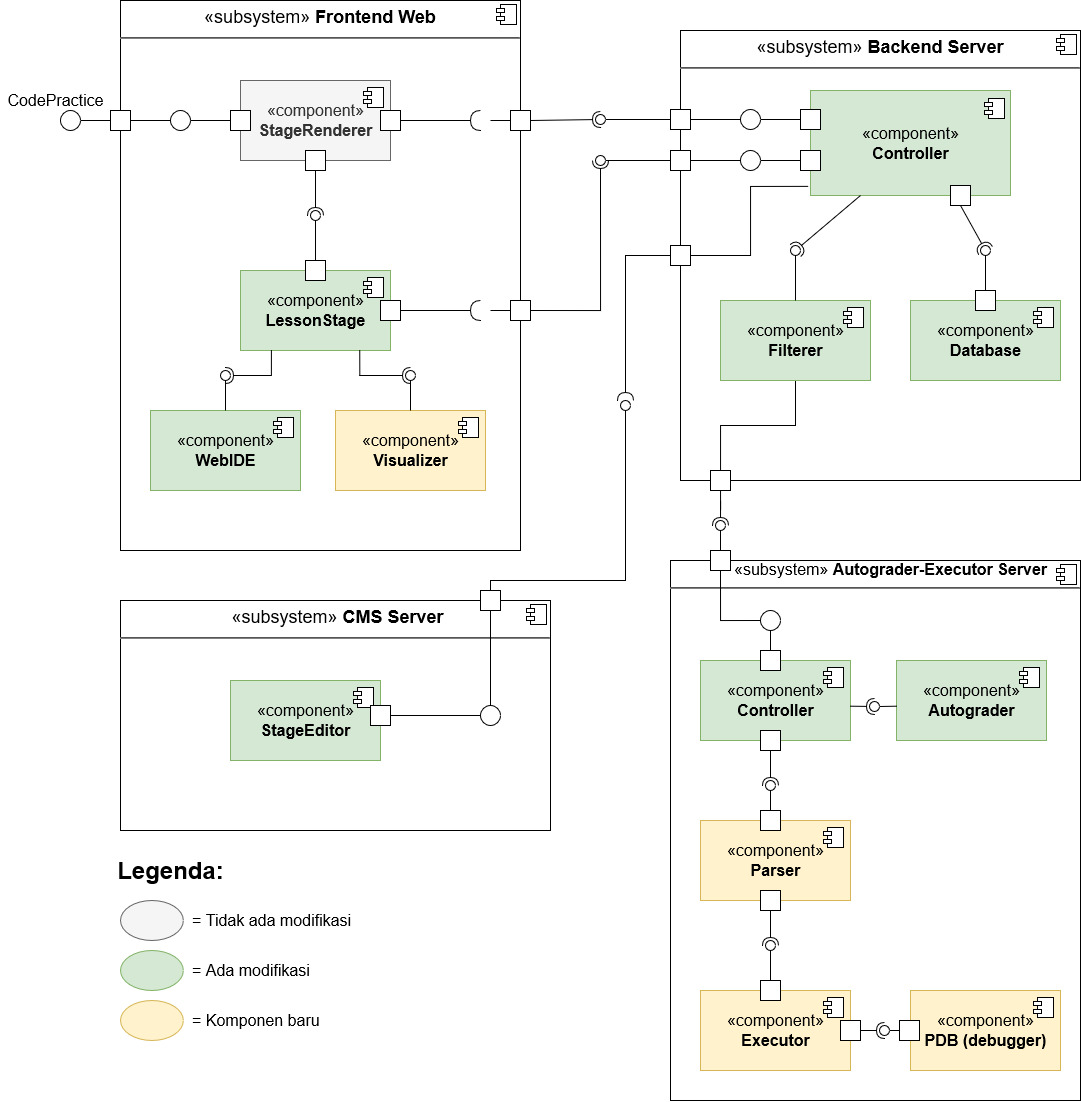 «subsystem» Frontend Web
CodePractice
«component»
StageRenderer
«component»
LessonStage
«component»
WebIDE
«component»
Visualizer
«subsystem» Backend Server
«component»
Controller
«component»
Filterer
«component»
Database
«subsystem» CMS Server
«component»
StageEditor
«subsystem» Autograder-Executor Server
«component»
Controller
«component»
Autograder
«component»
Parser
«component»
Executor
«component»
PDB (debugger)
Legenda:
= Tidak ada modifikasi
= Ada modifikasi
= Komponen baru